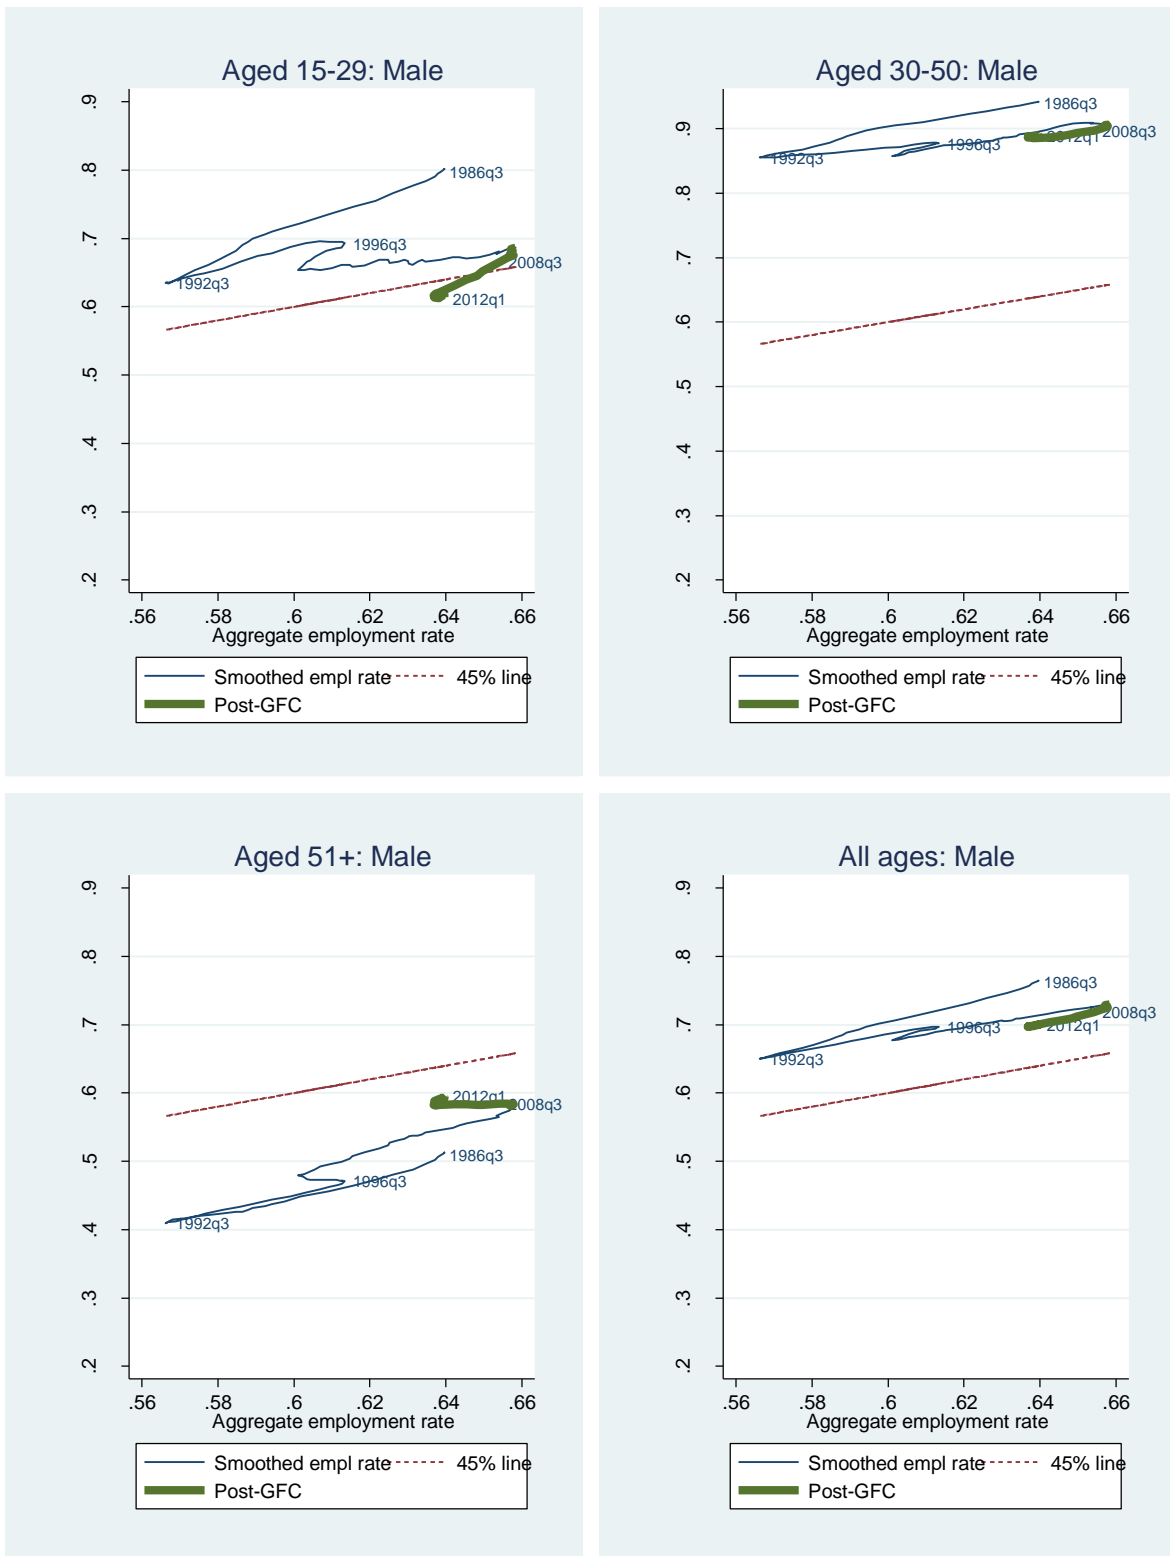 Aged 15-29: Male
.9
.8
.7
.6
.5
.4
.3
.2
1986q3
1996q3
1992q3
2008q3
2012q1
.56 .58 .6 .62 .64 .66
Aggregate employment rate
Smoothed empl rate 45% line
Post-GFC
Aged 30-50: Male
.9
.8
.7
.6
.5
.4
.3
.2
1986q3
2008q3
2012q1
1996q3
1992q3
.56 .58 .6 .62 .64 .66
Aggregate employment rate
Smoothed empl rate 45% line
Post-GFC
Aged 51+: Male
.9
.8
.7
.6
.5
.4
.3
.2
2012q1
2008q3
1986q3
1996q3
1992q3
.56 .58 .6 .62 .64 .66
Aggregate employment rate
Smoothed empl rate 45% line
Post-GFC
All ages: Male
.9
.8
.7
.6
.5
.4
.3
.2
1986q3
2008q3
2012q1
1996q3
1992q3
.56 .58 .6 .62 .64 .66
Aggregate employment rate
Smoothed empl rate 45% line
Post-GFC